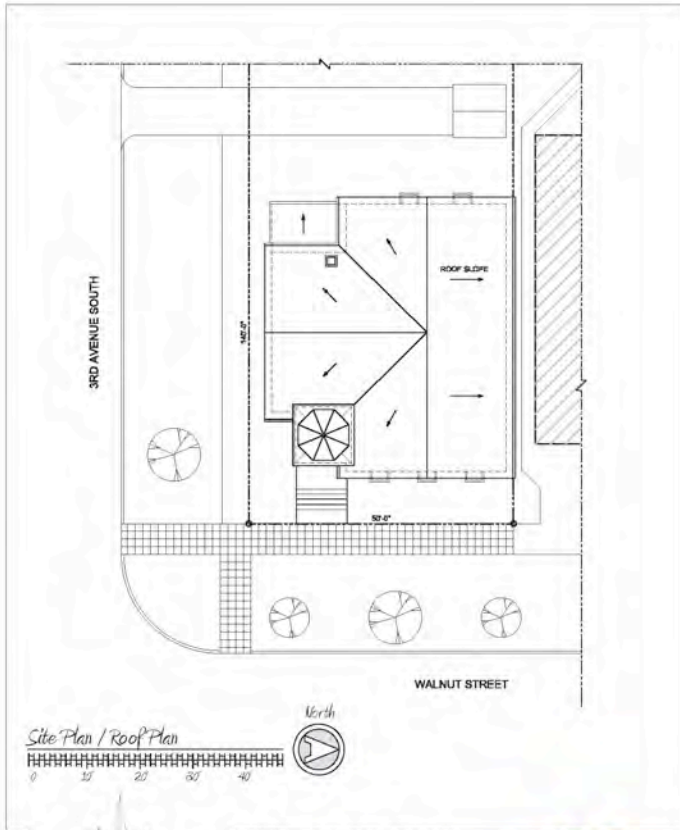 ROOF SLOPE
3RD AVENUE SOUTH
140'-0"
50'-0"
WALNUT STREET
North
Site Plan / Roof Plan
0 10 20 30 40